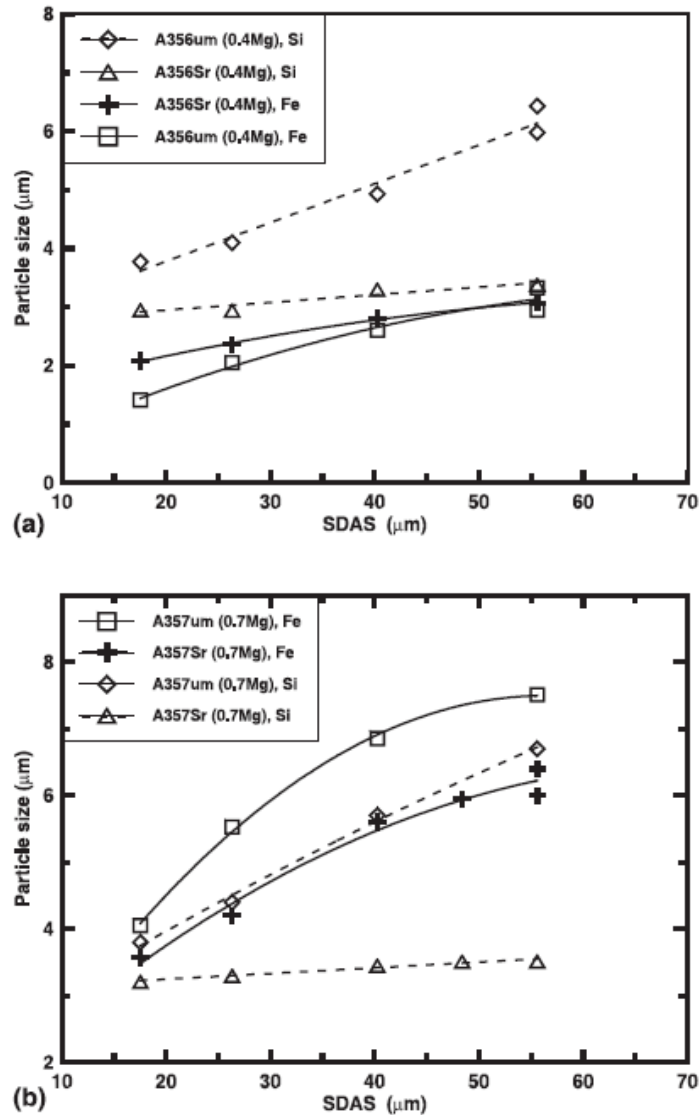 8
A356um (0.4Mg), Si
A356Sr (0.4Mg), Si
A356Sr (0.4Mg), Fe
A356um (0.4Mg), Fe
6
4
2
0
Particle size (μm)
10 20 30 40 50 60 70
(a) SDAS (μm)
A357um (0.7Mg), Fe
A357Sr (0.7Mg), Fe
A357um (0.7Mg), Si
A357Sr (0.7Mg), Si
8
6
4
2
Particle size (μm)
10 20 30 40 50 60 70
(b) SDAS (μm)